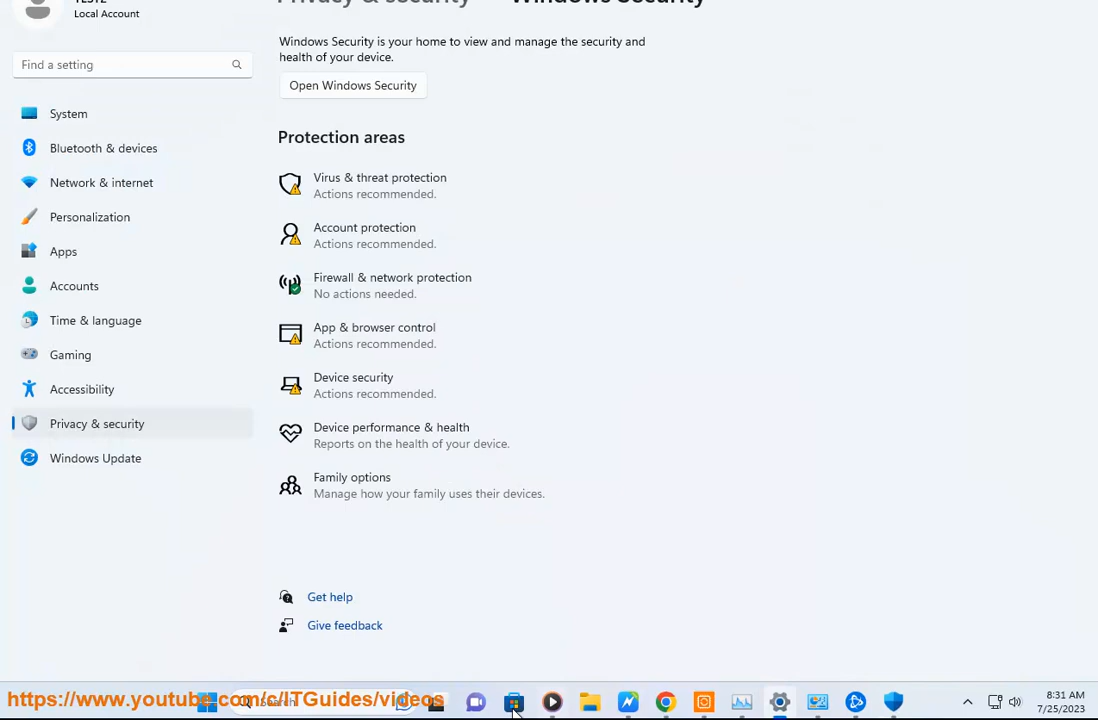 Local Account
Privacy & security Windows Security
Windows Security is your home to view and manage the security and
health of your device.
Find a setting
Open Windows Security
System
Bluetooth & devices
Network & internet
Personalization
Apps
Accounts
Time & language
Gaming
Accessibility
Privacy & security
Windows Update
Protection areas
Virus & threat protection
Actions recommended.
Account protection
Actions recommended.
Firewall & network protection
No actions needed.
App & browser control
Actions recommended.
Device security
Actions recommended.
Device performance & health
Reports on the health of your device.
Family options
Manage how your family uses their devices.
Get help
Give feedback
https://www.youtube.com/c/ITGuides/videos
Search
8:31 AM
7/25/2023